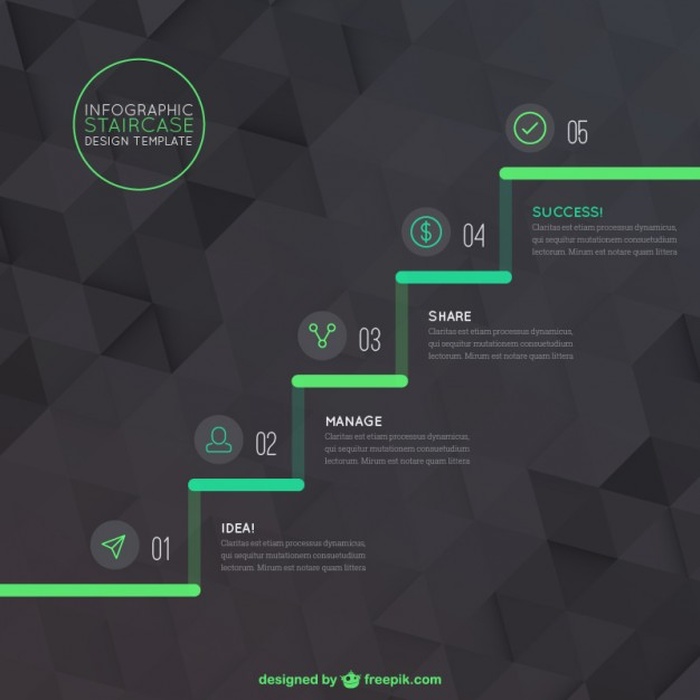 INFOGRAPHIC
STAIRCASE
DESIGN TEMPLATE
05
SUCCESS!
Claritas est etiam processus dynamicus,
qui sequitur mutationem consuetudium
lectorum. Mirum est notare quam littera
04
SHARE
Claritas est etiam processus dynamicus,
qui sequitur mutationem consuetudium
lectorum. Mirum est notare quam littera
03
MANAGE
Claritas est etiam processus dynamicus,
qui sequitur mutationem consuetudium
lectorum. Mirum est notare quam littera
02
IDEA!
Claritas est etiam processus dynamicus,
qui sequitur mutationem consuetudium
lectorum. Mirum est notare quam littera
01
designed by freepik.com